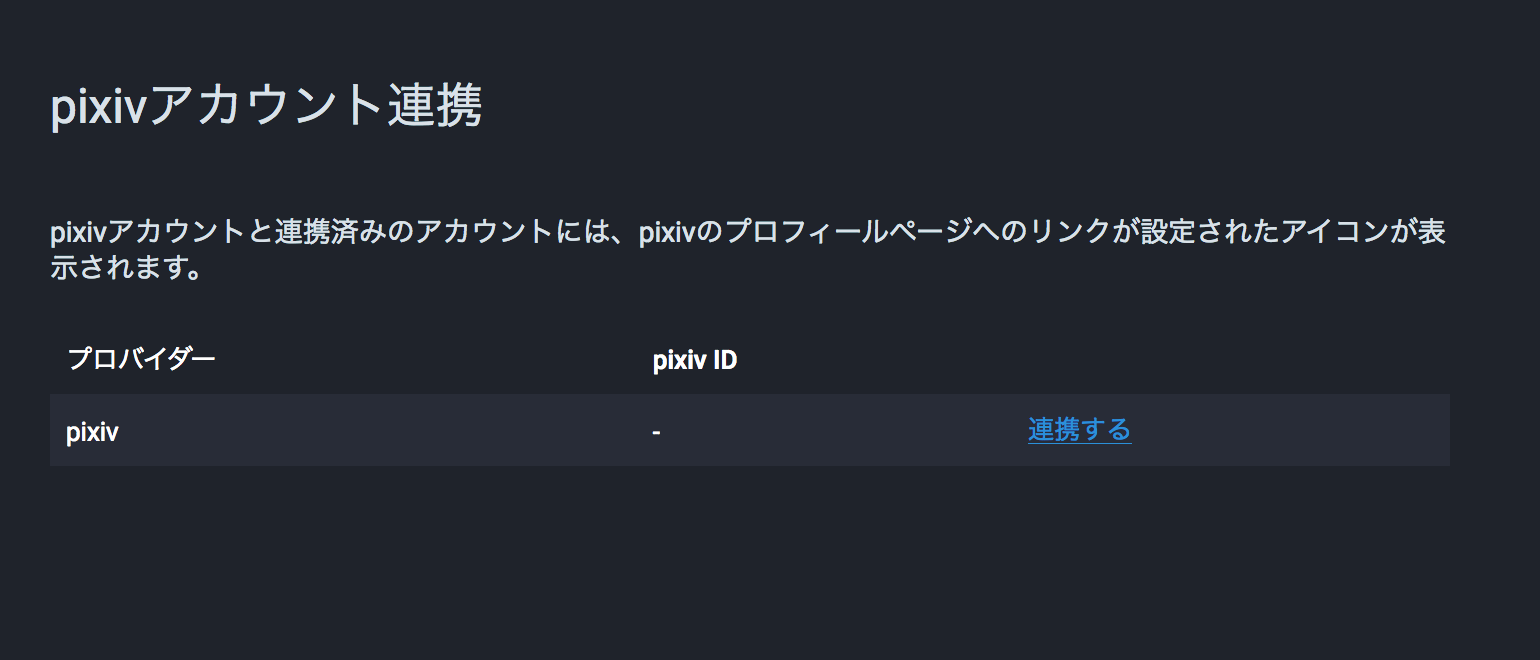 pixivアカウント連携
pixivアカウントと連携済みのアカウントには、pixivのプロフィールページへのリンクが設定されたアイコンが表
示されます。
プロバイダー pixiv ID
pixiv - 連携する